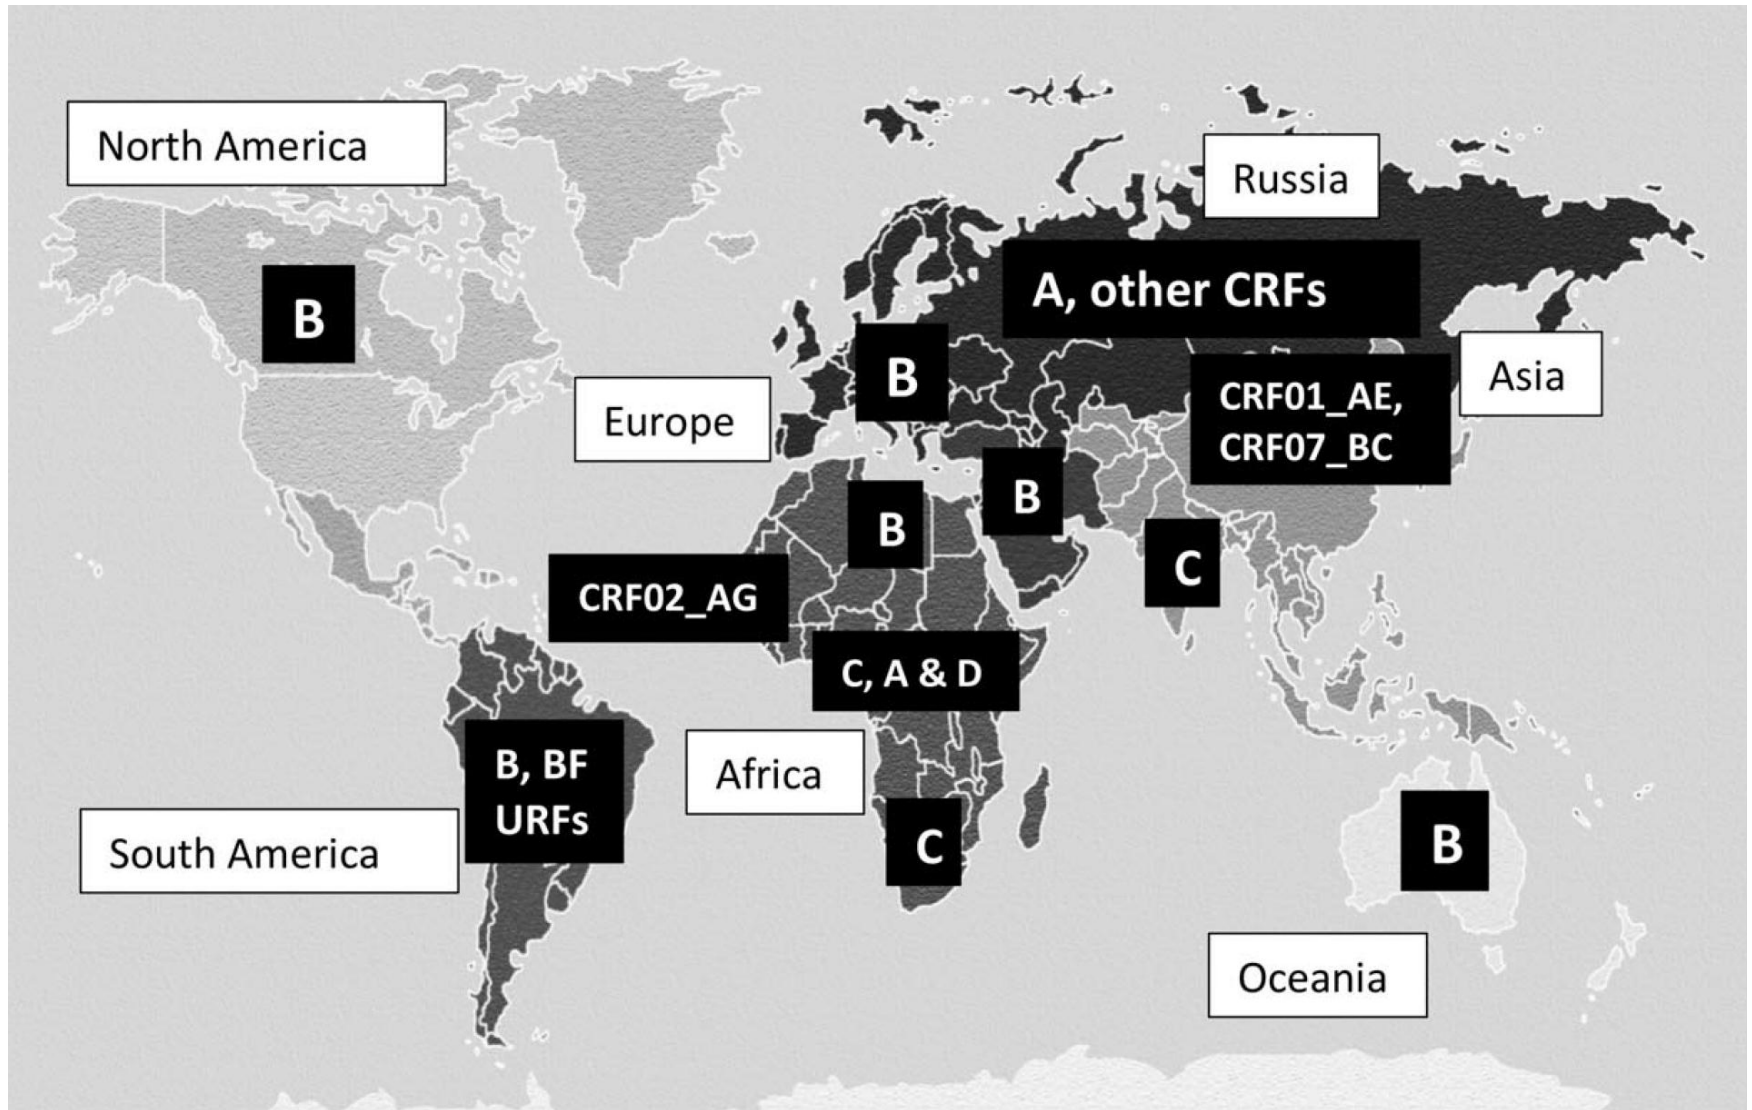 North America
Russia
A, other CRFs
B
B
Asia
Europe
CRF01_AE,
CRF07_BC
B
B
C
CRF02_AG
C, A & D
B, BF
URFs
Africa
South America
C
B
Oceania